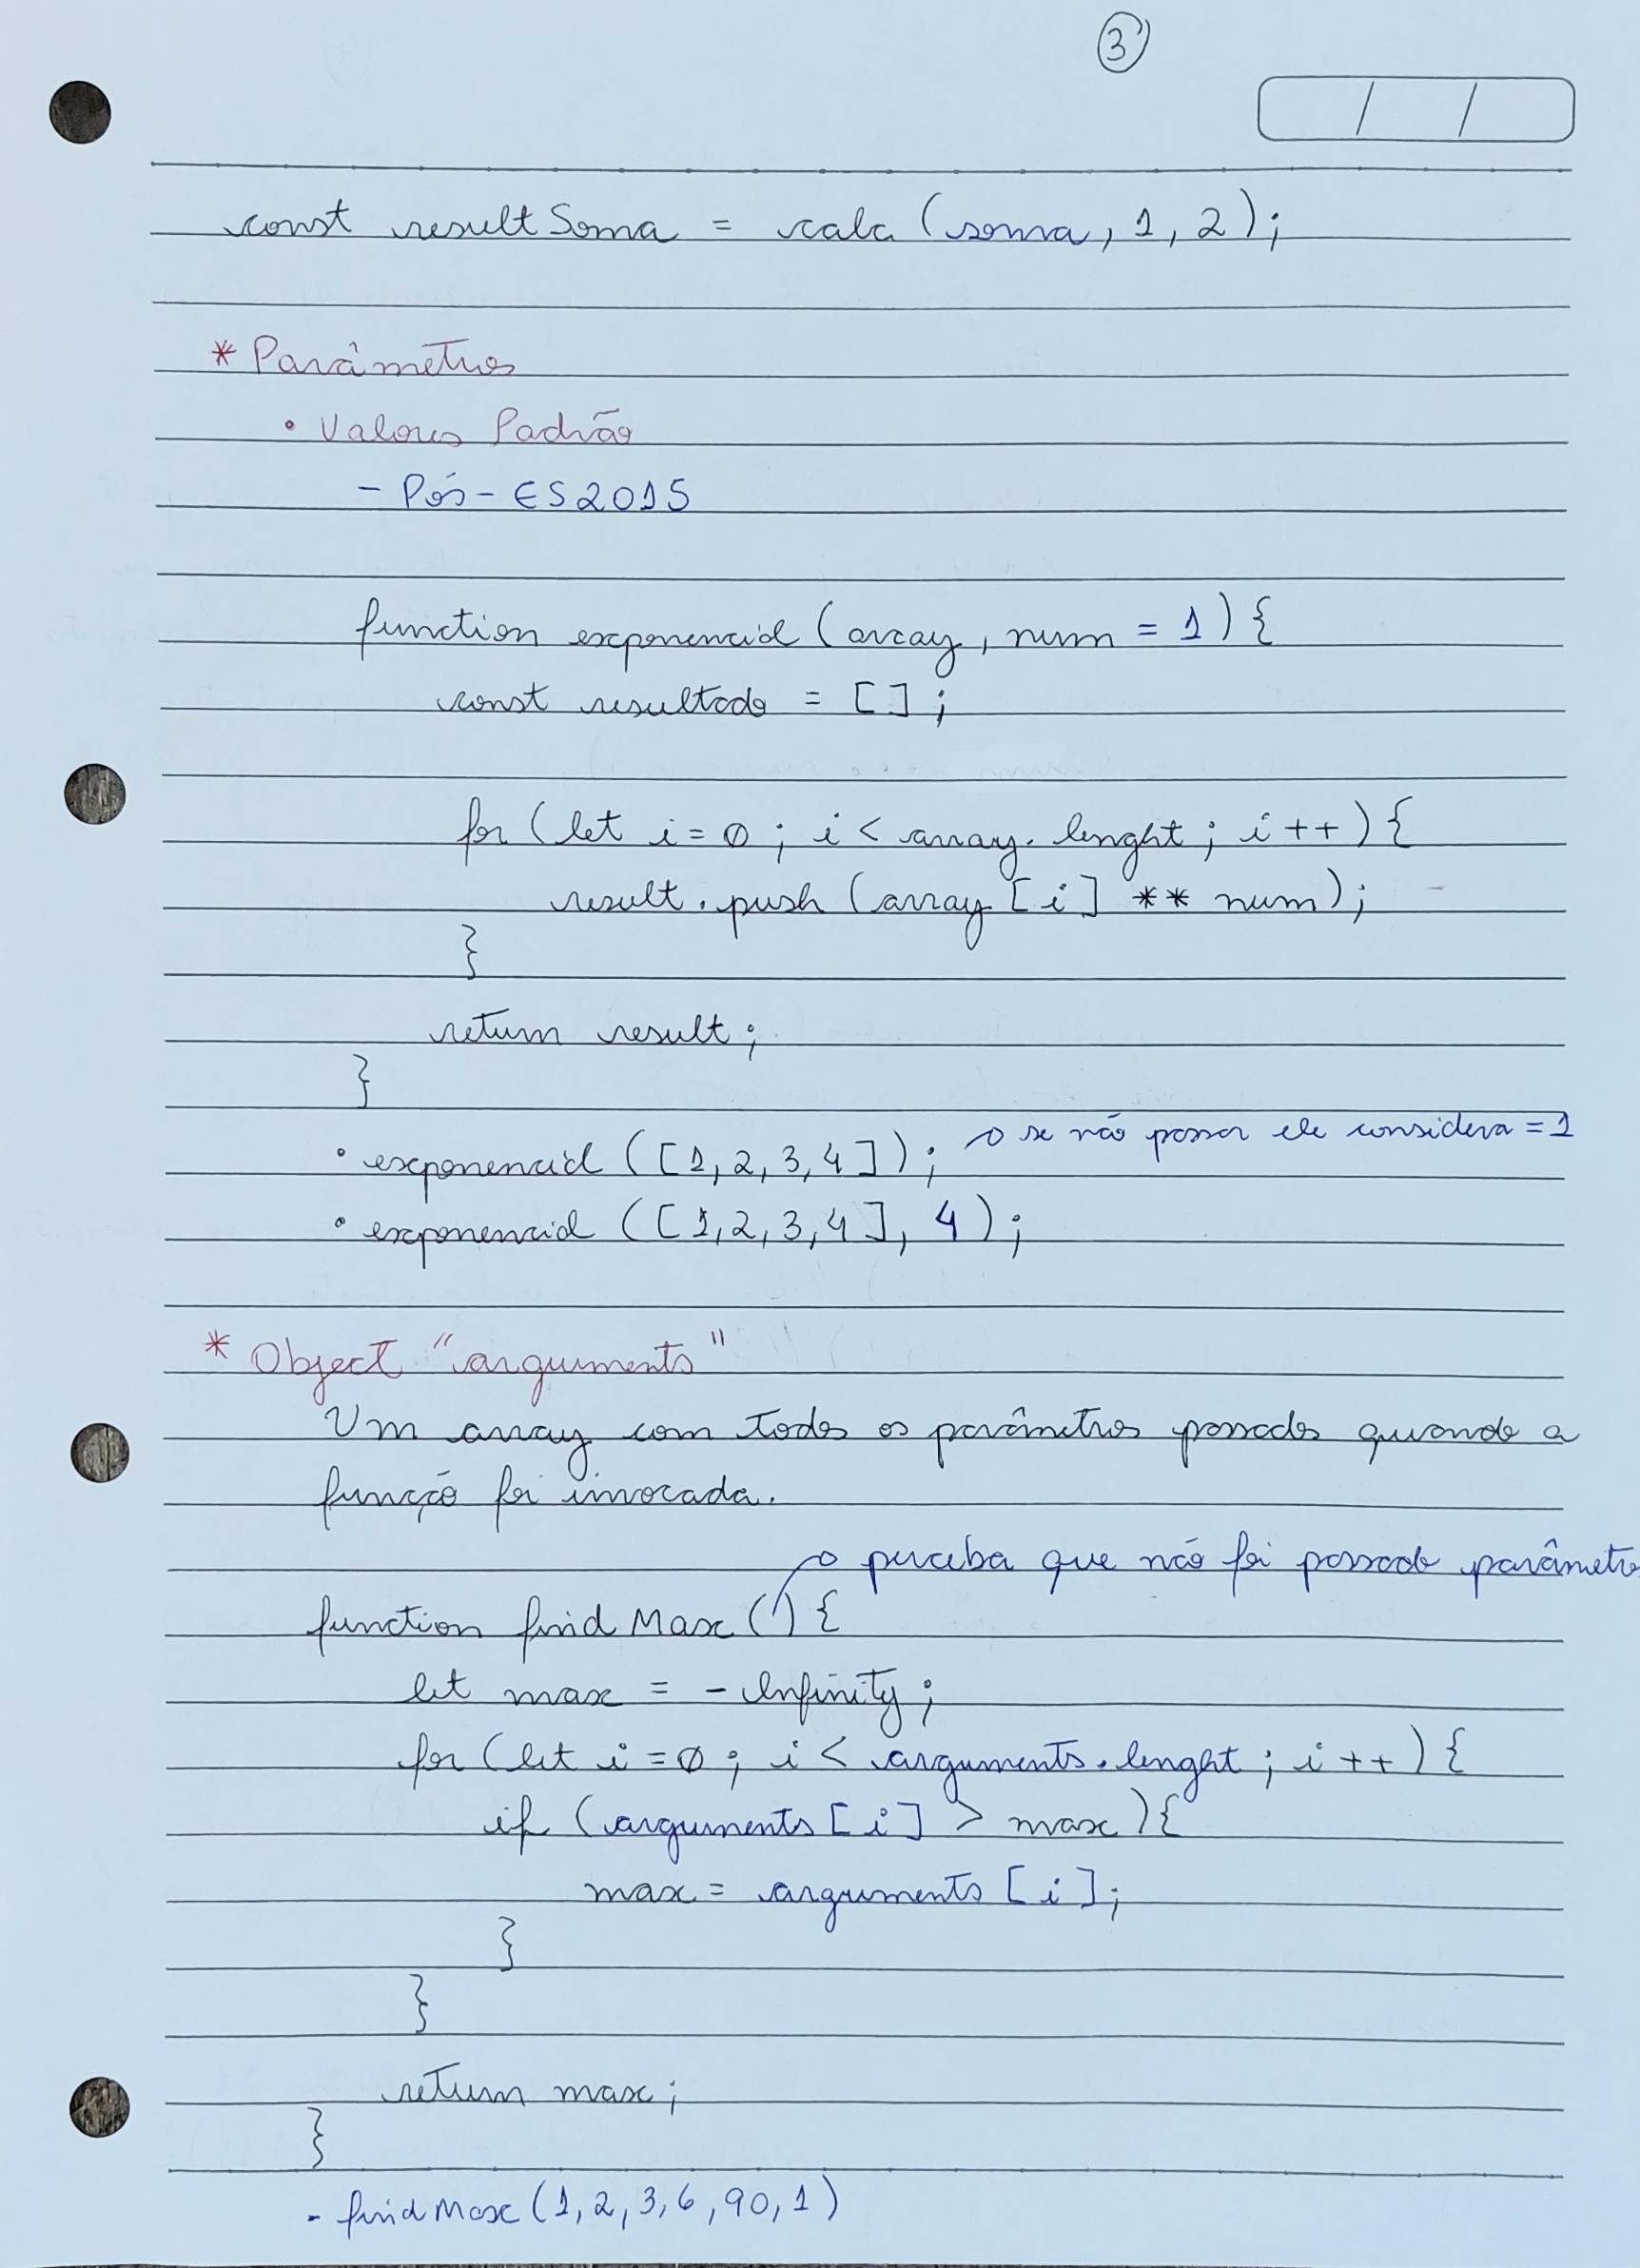 3
/ /
const resultSoma = calc (soma, 1, 2);
* Parâmetros
• Valores Padrão
- Pós-ES2015
function exponencial (array, num = 1) {
const resultado = [];
for (let i=0; i< array.lenght; i++) {
result.push (array [i] ** num);
}
return result;
}
se não passar ele considera = 1
• exponencial ([1, 2, 3, 4]);
• exponencial ([1, 2, 3, 4], 4);
* Object "arguments"
Um array com todos os parâmetros passados quando a
função foi invocada.
perceba que não foi passado parâmetro
function findMax () {
let max = - Infinity;
for (let i=0; i< arguments.lenght; i++) {
if (arguments [i] > max) {
max = arguments [i];
}
}
return max;
}
- findMax (1, 2, 3, 6, 90, 1)